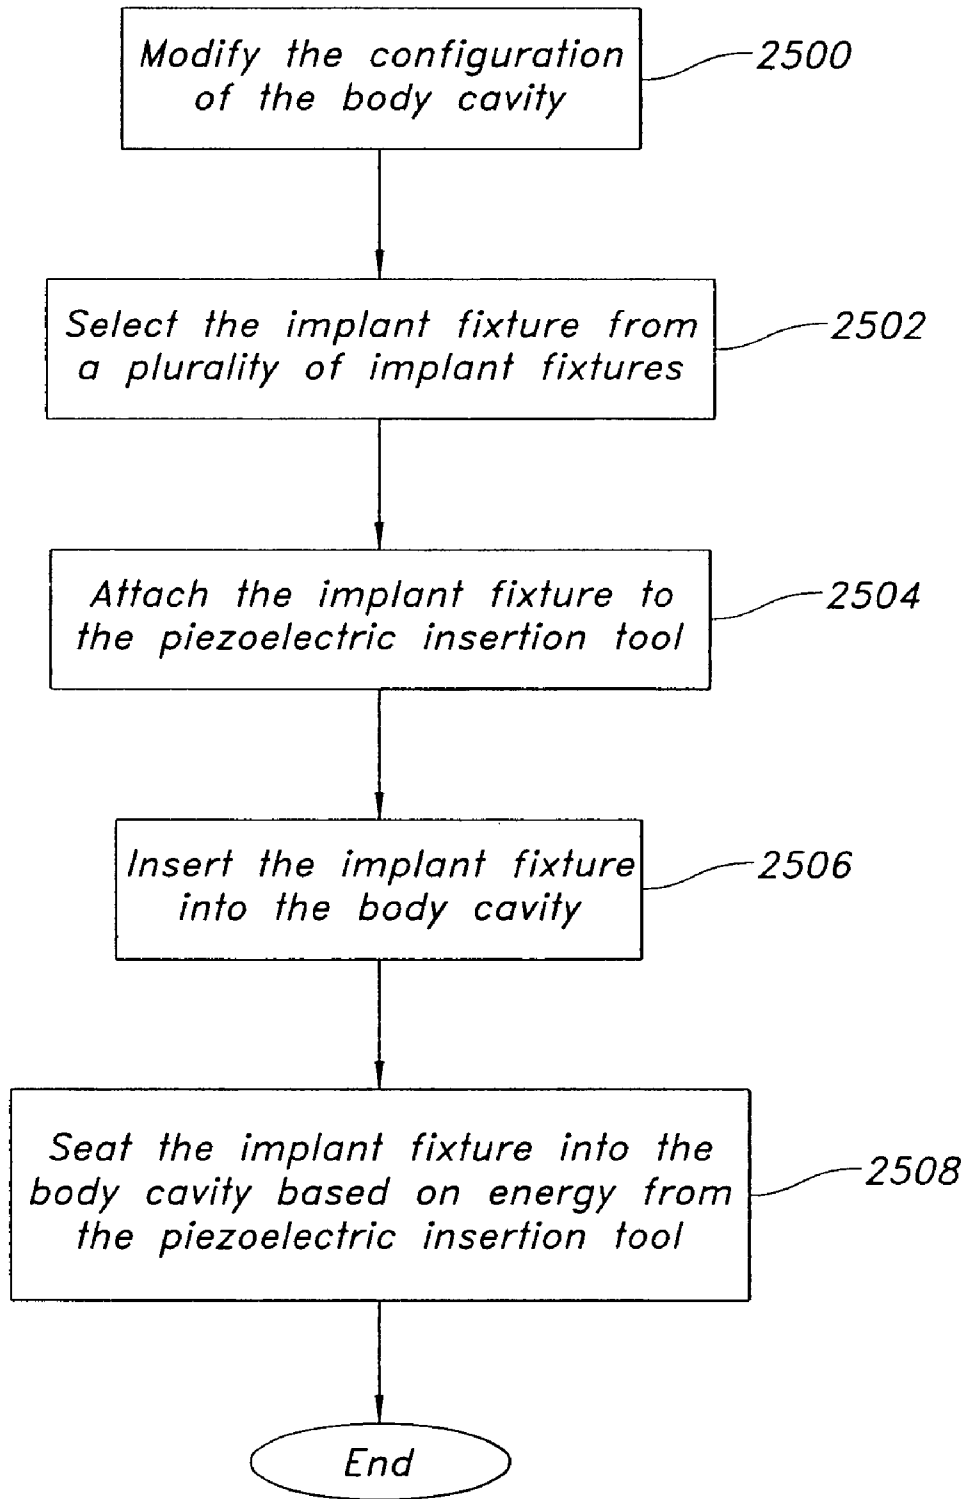 Modify the configuration
of the body cavity
2500
Select the implant fixture from
a plurality of implant fixtures
2502
Attach the implant fixture to
the piezoelectric insertion tool
2504
Insert the implant fixture
into the body cavity
2506
Seat the implant fixture into the
body cavity based on energy from
the piezoelectric insertion tool
2508
End